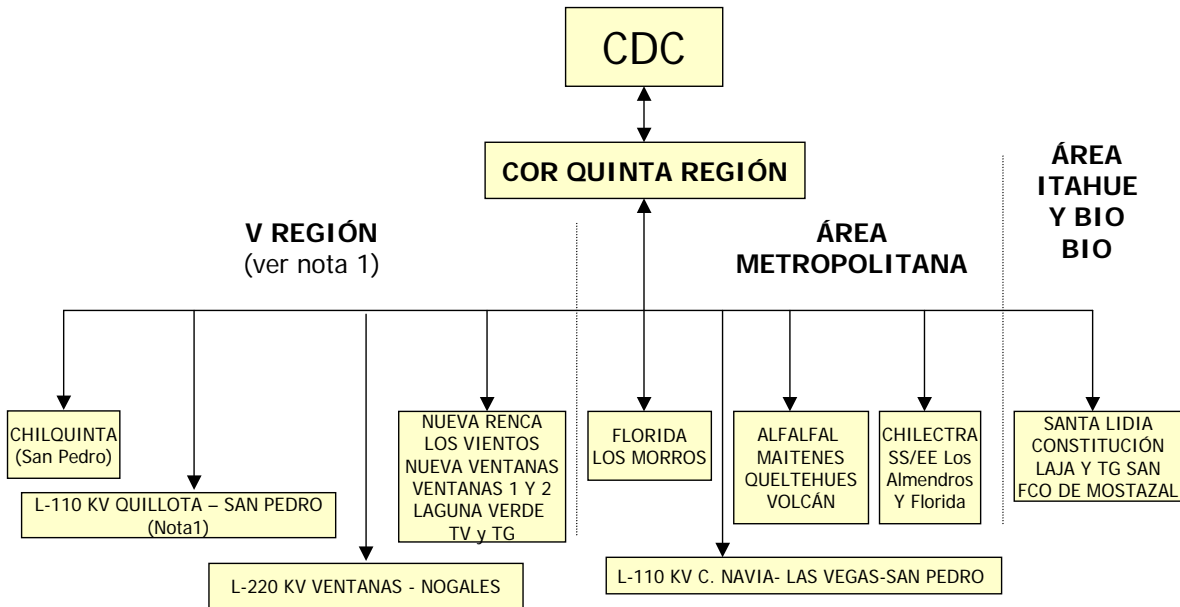 CDC
COR QUINTA REGIÓN
V REGIÓN
(ver nota 1)
ÁREA
METROPOLITANA
ÁREA
ITAHUE
Y BIO
BIO
CHILQUINTA
(San Pedro)
L-110 KV QUILLOTA – SAN PEDRO
(Nota1)
L-220 KV VENTANAS - NOGALES
NUEVA RENCA
LOS VIENTOS
NUEVA VENTANAS
VENTANAS 1 Y 2
LAGUNA VERDE
TV y TG
FLORIDA
LOS MORROS
L-110 KV C. NAVIA- LAS VEGAS-SAN PEDRO
ALFALFAL
MAITENES
QUELTEHUES
VOLCÁN
CHILECTRA
SS/EE Los
Almendros
Y Florida
SANTA LIDIA
CONSTITUCIÓN
LAJA Y TG SAN
FCO DE MOSTAZAL